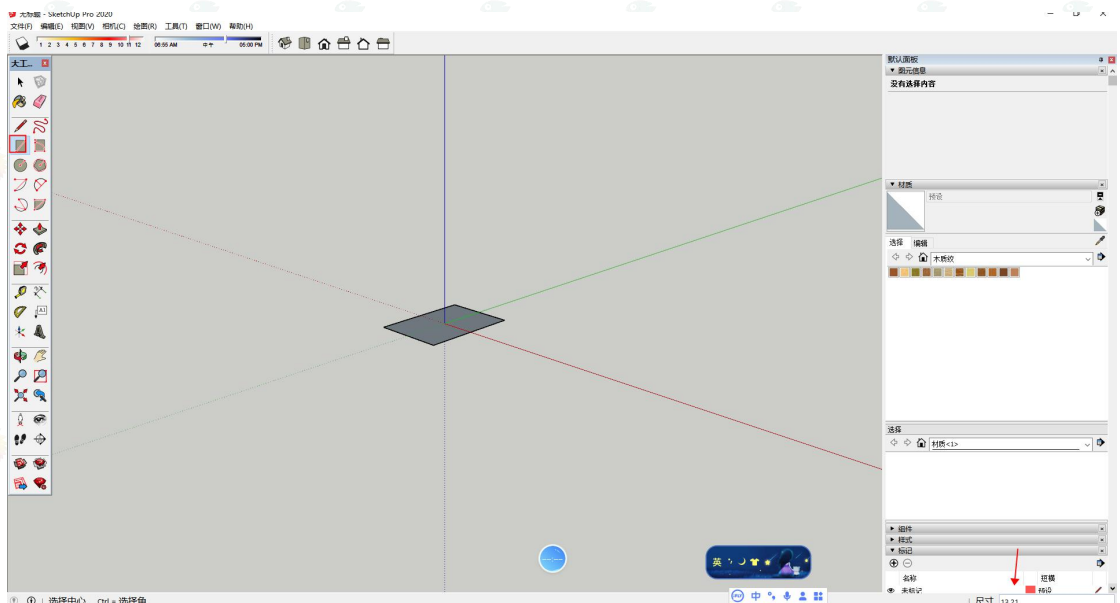 无标题 - SketchUp Pro 2020
文件(F) 编辑(E) 视图(V) 相机(C) 绘图(R) 工具(T) 窗口(W) 帮助(H)
1 2 3 4 5 6 7 8 9 10 11 12 06:55 AM 中午 05:00 PM
大工...
默认面板
图元信息
没有选择内容
材质
预设
选择 编辑
木质纹
选择
材质<1>
组件
样式
标记
名称 短横
未标记 预设
英
中
选择中心。 Ctrl = 选择角。
尺寸 13,21